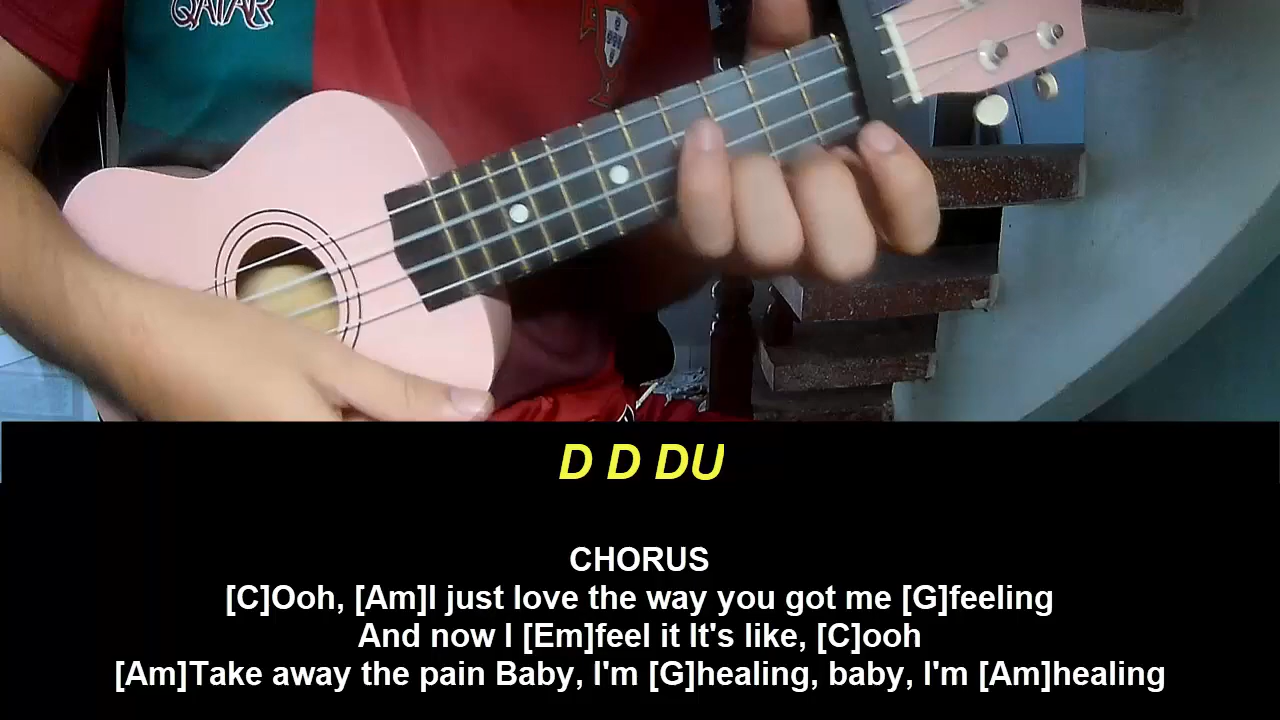 QATAR
D D DU
CHORUS
[C]Ooh, [Am]I just love the way you got me [G]feeling
And now I [Em]feel it It's like, [C]ooh
[Am]Take away the pain Baby, I'm [G]healing, baby, I'm [Am]healing